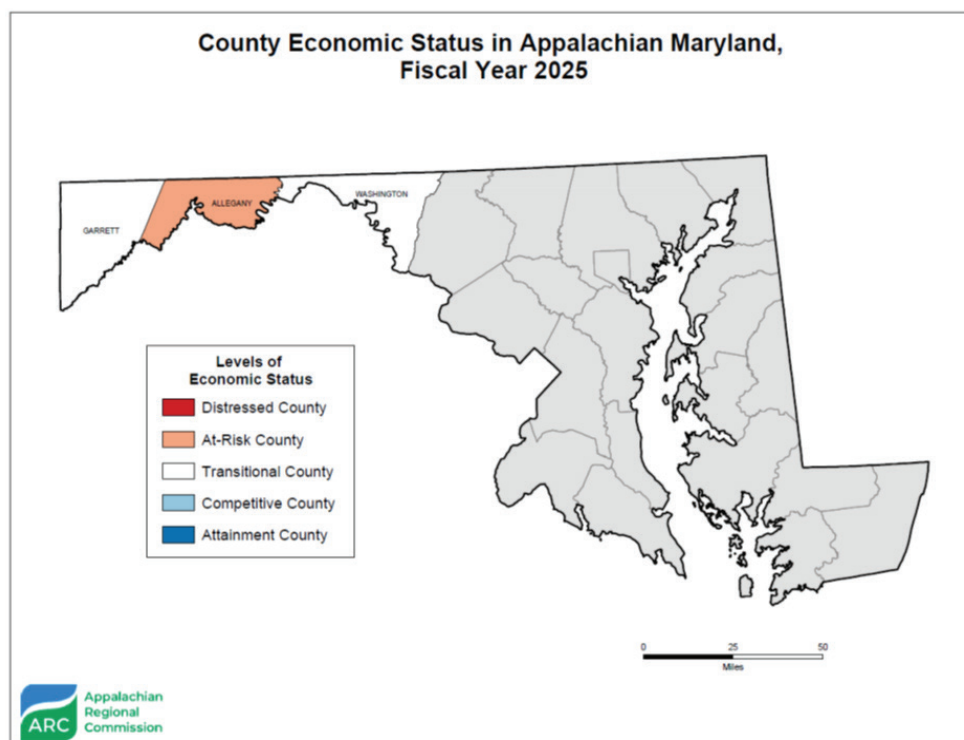 County Economic Status in Appalachian Maryland,
Fiscal Year 2025
GARRETT
ALLEGANY
WASHINGTON
Levels of
Economic Status
Distressed County
At-Risk County
Transitional County
Competitive County
Attainment County
0 25 50
Miles
ARC
Appalachian
Regional
Commission